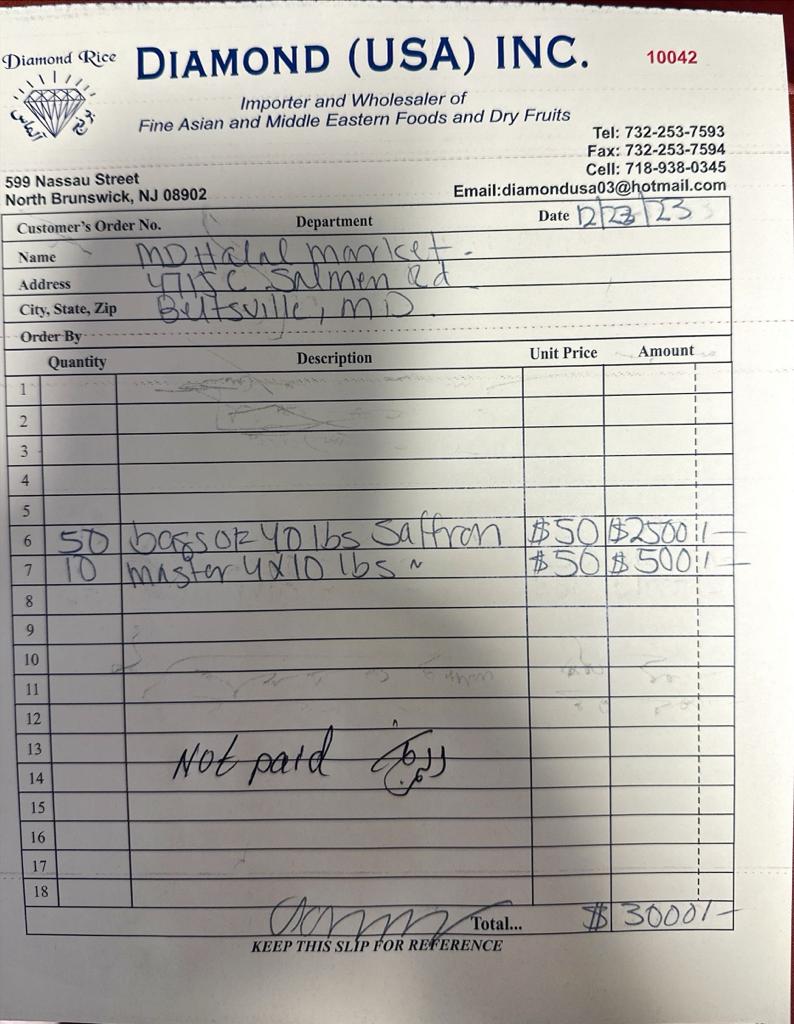 Diamond Rice
DIAMOND (USA) INC.
10042
Importer and Wholesaler of
Fine Asian and Middle Eastern Foods and Dry Fruits
Tel: 732-253-7593
Fax: 732-253-7594
Cell: 718-938-0345
Email:diamondusa03@hotmail.com
599 Nassau Street
North Brunswick, NJ 08902
Customer's Order No. Department Date 12/23/23
Name MD Halal market.
Address 4715 C Salmen Rd
City, State, Zip Beltsville, MD.
Order By
Quantity Description Unit Price Amount
1
2
3
4
5
6 50 bags of 40 lbs Saffron $50 $2500/-
7 10 master 4x10 lbs ~ $50 $500/-
8
9
10
11
12
13 Not paid
14
15
16
17
18
Total... $ 3000/-
KEEP THIS SLIP FOR REFERENCE